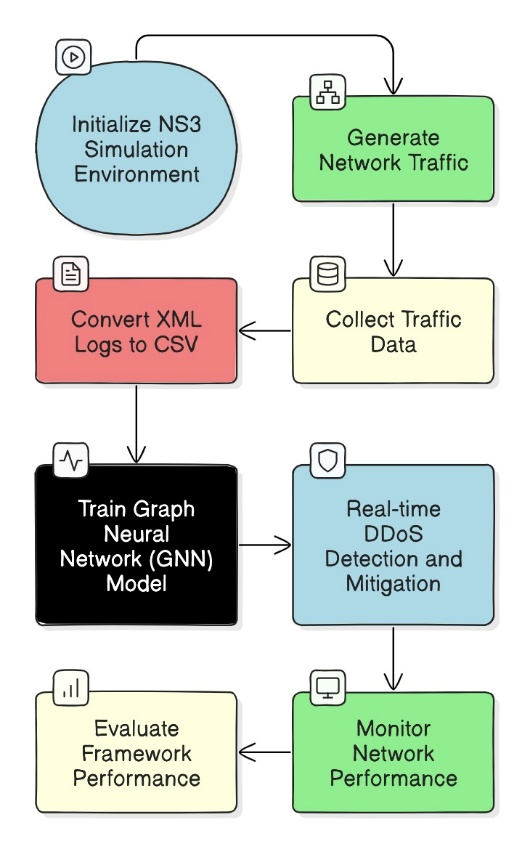 Initialize NS3
Simulation
Environment
Generate
Network Traffic
Collect Traffic
Data
Convert XML
Logs to CSV
Train Graph
Neural
Network (GNN)
Model
Real-time
DDoS
Detection and
Mitigation
Monitor
Network
Performance
Evaluate
Framework
Performance